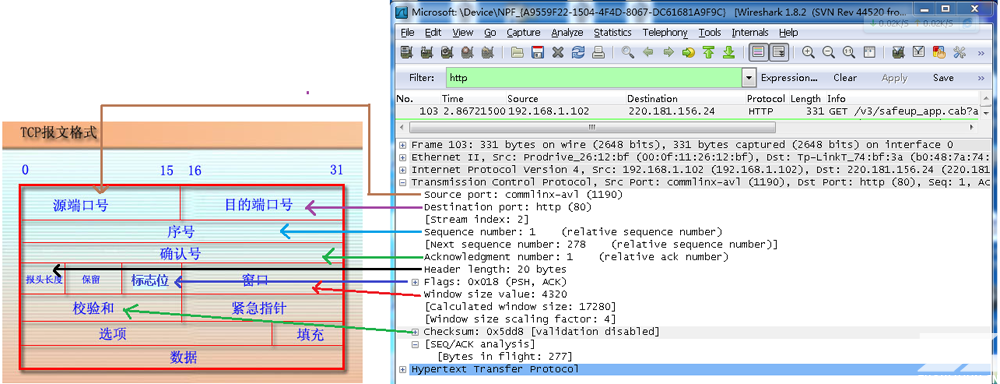 TCP报文格式
0 15 16 31
源端口号 目的端口号
序号
确认号
报头长度 保留 标志位 窗口
校验和 紧急指针
选项 填充
数据
Microsoft: \Device\NPF_{A9559F22-1504-4F4D-8067-DC61681A9F9C} [Wireshark 1.8.2 (SVN Rev 44520 fro...
File Edit View Go Capture Analyze Statistics Telephony Tools Internals Help
Filter: http Expression... Clear Apply Save
No. Time Source Destination Protocol Length Info
103 2.86721500 192.168.1.102 220.181.156.24 HTTP 331 GET /v3/safeup_app.cab?a
Frame 103: 331 bytes on wire (2648 bits), 331 bytes captured (2648 bits) on interface 0
Ethernet II, Src: Prodrive_26:12:bf (00:0f:11:26:12:bf), Dst: Tp-LinkT_74:bf:3a (b0:48:7a:74:
Internet Protocol Version 4, Src: 192.168.1.102 (192.168.1.102), Dst: 220.181.156.24 (220.181
Transmission Control Protocol, Src Port: commlinx-avl (1190), Dst Port: http (80), Seq: 1, Ac
Source port: commlinx-avl (1190)
Destination port: http (80)
[Stream index: 2]
Sequence number: 1 (relative sequence number)
[Next sequence number: 278 (relative sequence number)]
Acknowledgment number: 1 (relative ack number)
Header length: 20 bytes
Flags: 0x018 (PSH, ACK)
Window size value: 4320
[Calculated window size: 17280]
[Window size scaling factor: 4]
Checksum: 0x5dd8 [validation disabled]
[SEQ/ACK analysis]
[Bytes in flight: 277]
Hypertext Transfer Protocol